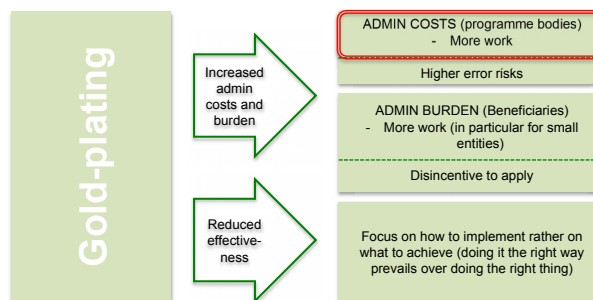 Gold-plating
Increased
admin
costs and
burden
ADMIN COSTS (programme bodies)
- More work
Higher error risks
ADMIN BURDEN (Beneficiaries)
- More work (in particular for small
entities)
Disincentive to apply
Reduced
effective-
ness
Focus on how to implement rather on
what to achieve (doing it the right way
prevails over doing the right thing)